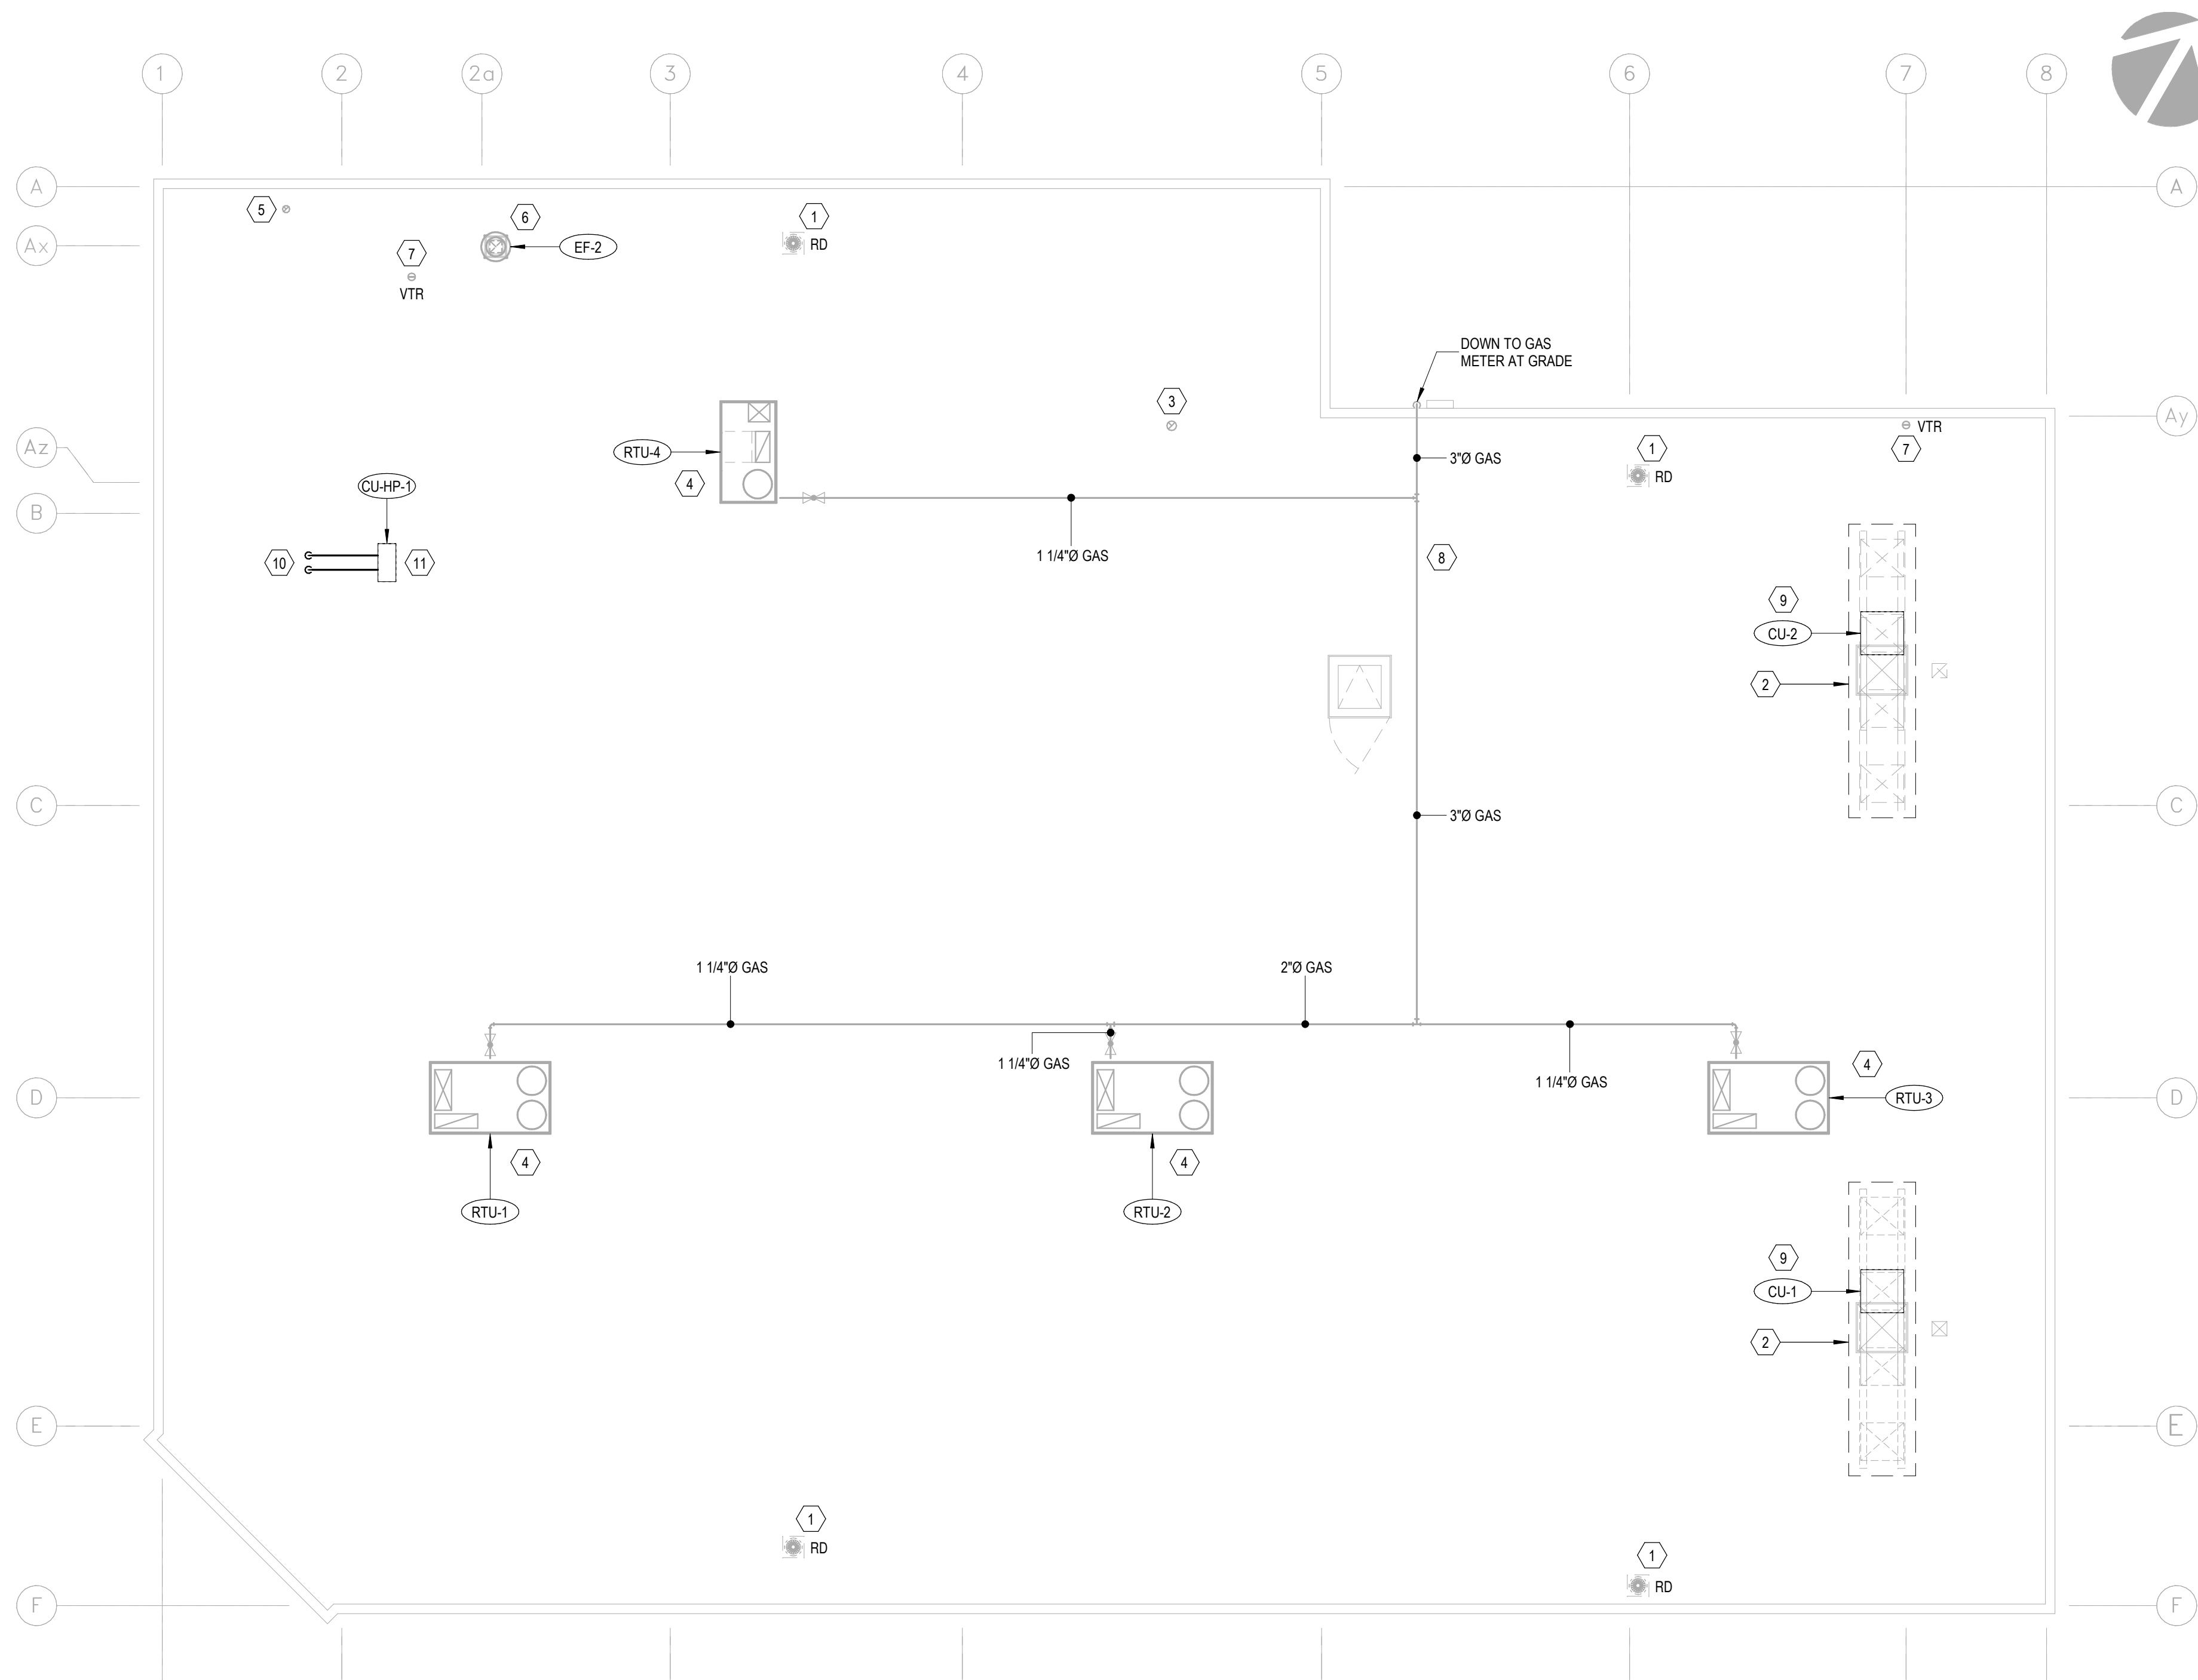 1
2
2a
3
4
5
6
7
8
A
A
5
6
1
Ax
EF-2
RD
7
VTR
DOWN TO GAS
METER AT GRADE
3
Ay
VTR
Az
RTU-4
1
7
3"Ø GAS
4
RD
CU-HP-1
B
1 1/4"Ø GAS
8
10
11
9
CU-2
2
C
3"Ø GAS
C
1 1/4"Ø GAS
2"Ø GAS
1 1/4"Ø GAS
4
1 1/4"Ø GAS
D
RTU-3
D
4
4
RTU-1
RTU-2
9
CU-1
2
E
E
1
RD
1
RD
F
F